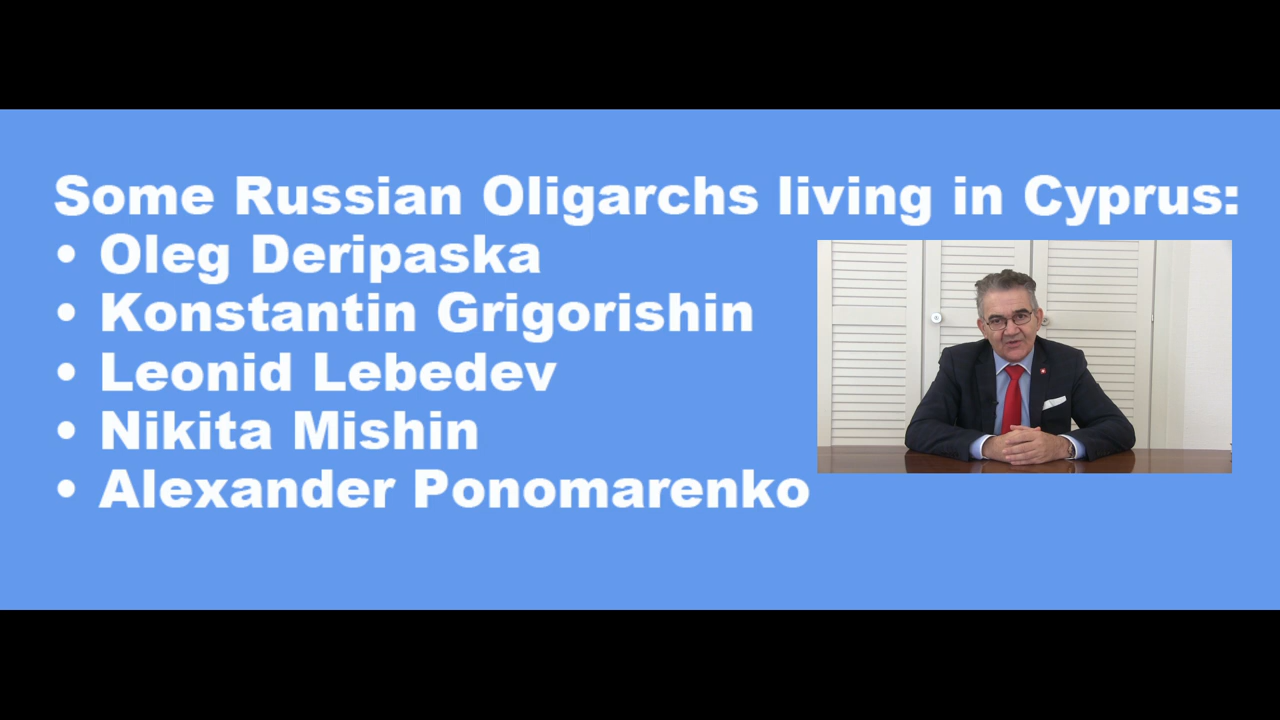 Some Russian Oligarchs living in Cyprus:
• Oleg Deripaska
• Konstantin Grigorishin
• Leonid Lebedev
• Nikita Mishin
• Alexander Ponomarenko